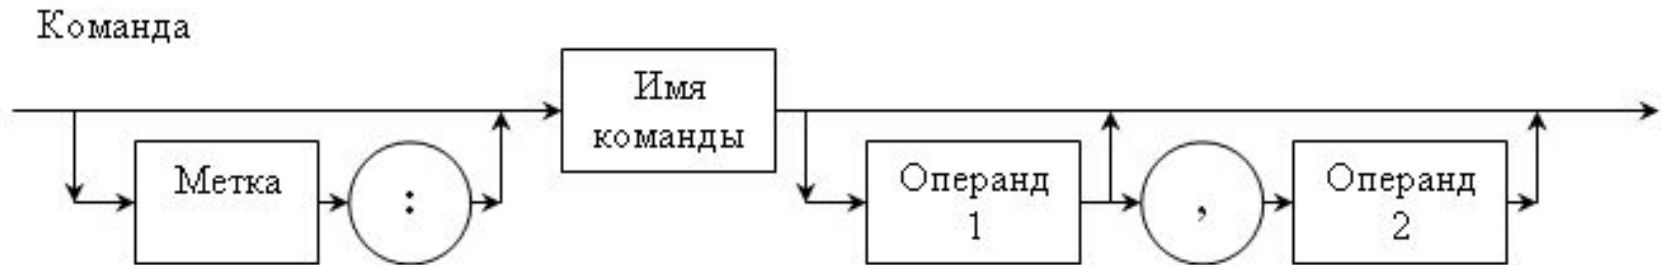 Команда
Имя
команды
Метка
:
Операнд
1
,
Операнд
2